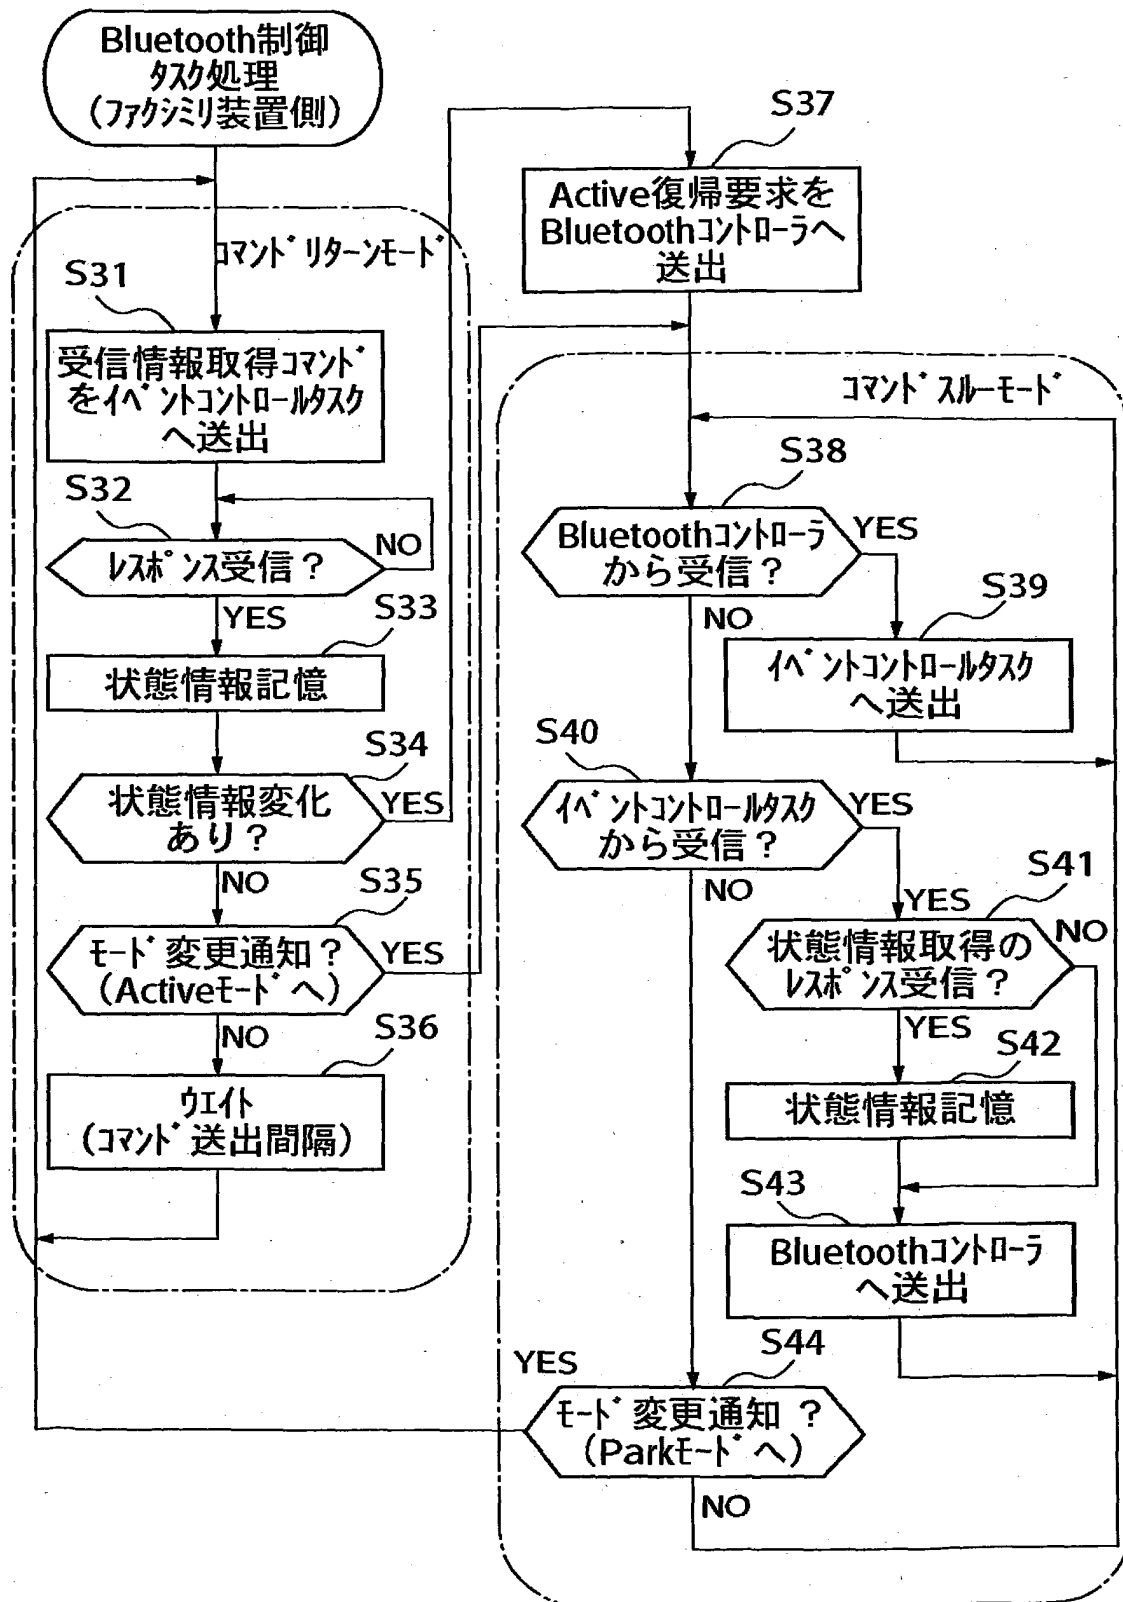 Bluetooth制御
タスク処理
(ファクシミリ装置側)
コマンドリターンモード
S31
受信情報取得コマンド
をイベントコントロールタスク
へ送出
S32
レスポンス受信？
NO
YES
S33
状態情報記憶
S34
状態情報変化
あり？
YES
NO
S35
モード変更通知？
(Activeモードへ)
YES
NO
S36
ウエイト
(コマンド送出間隔)
S37
Active復帰要求を
Bluetoothコントローラへ
送出
コマンドスルーモード
S38
Bluetoothコントローラ
から受信？
YES
NO
S39
イベントコントロールタスク
へ送出
S40
イベントコントロールタスク
から受信？
YES
NO
YES
S41
状態情報取得の
レスポンス受信？
NO
YES
S42
状態情報記憶
S43
Bluetoothコントローラ
へ送出
S44
YES
モード変更通知？
(Parkモードへ)
NO